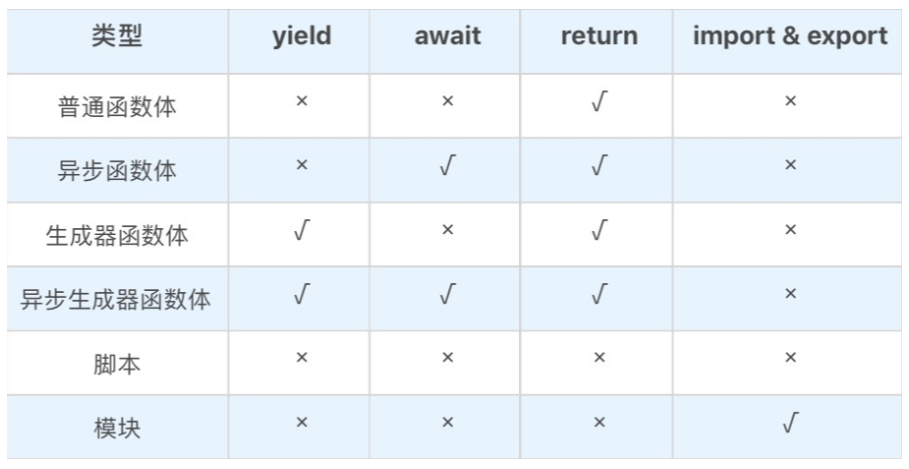 类型 yield await return import & export
普通函数体 × × √ ×
异步函数体 × √ √ ×
生成器函数体 √ × √ ×
异步生成器函数体 √ √ √ ×
脚本 × × × ×
模块 × × × √